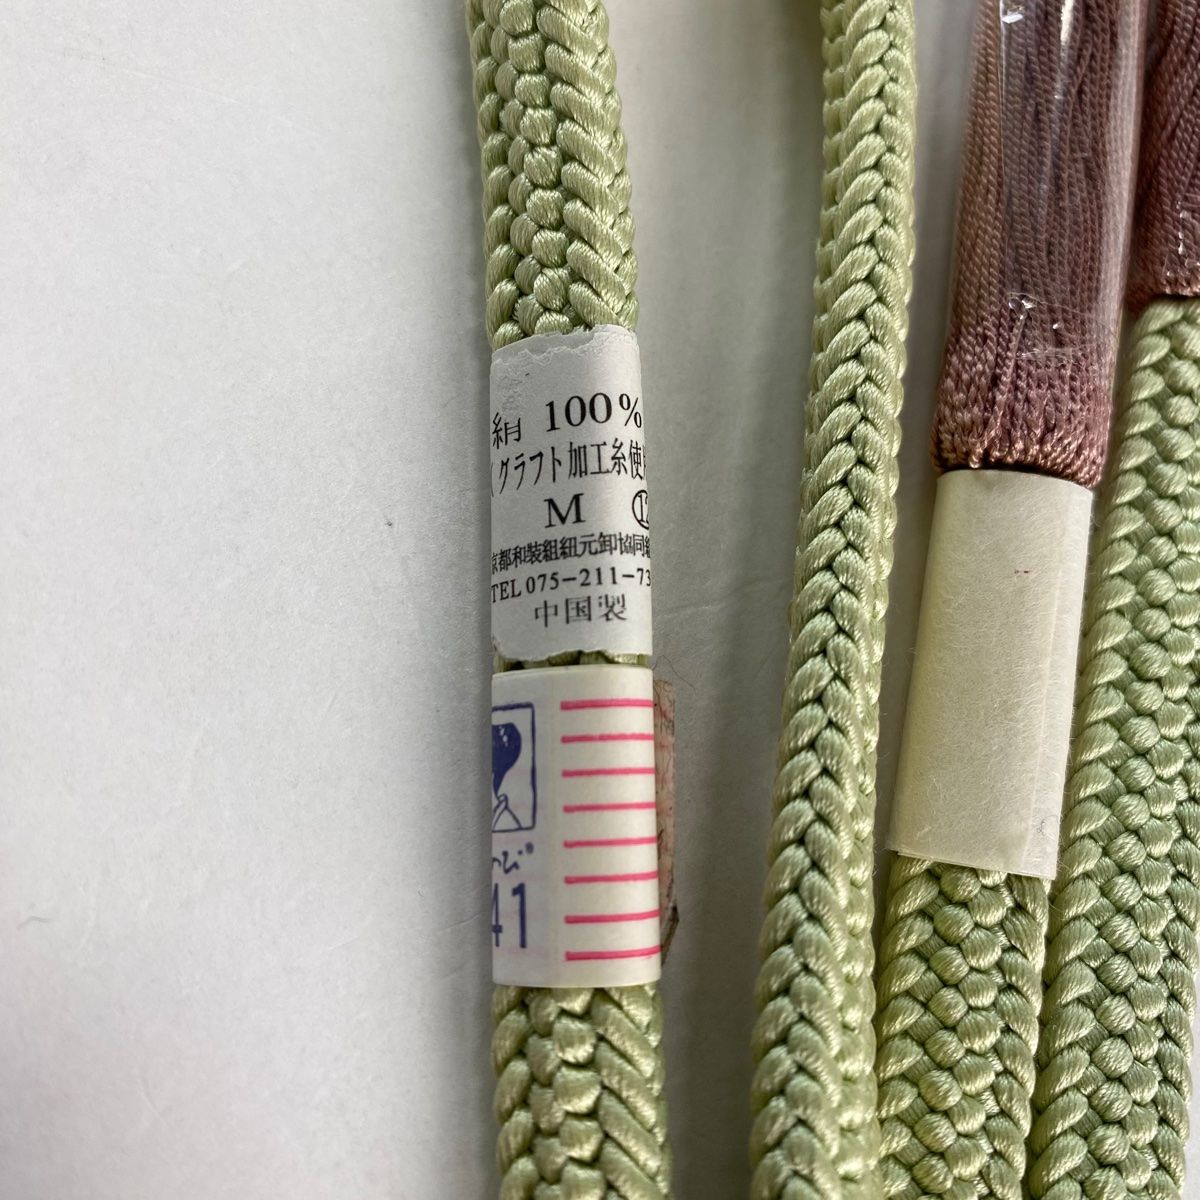 絹 100%
グラフト加工糸使
M ⑫
京都和装組紐元卸協同組
TEL 075-211-73
中国製
41